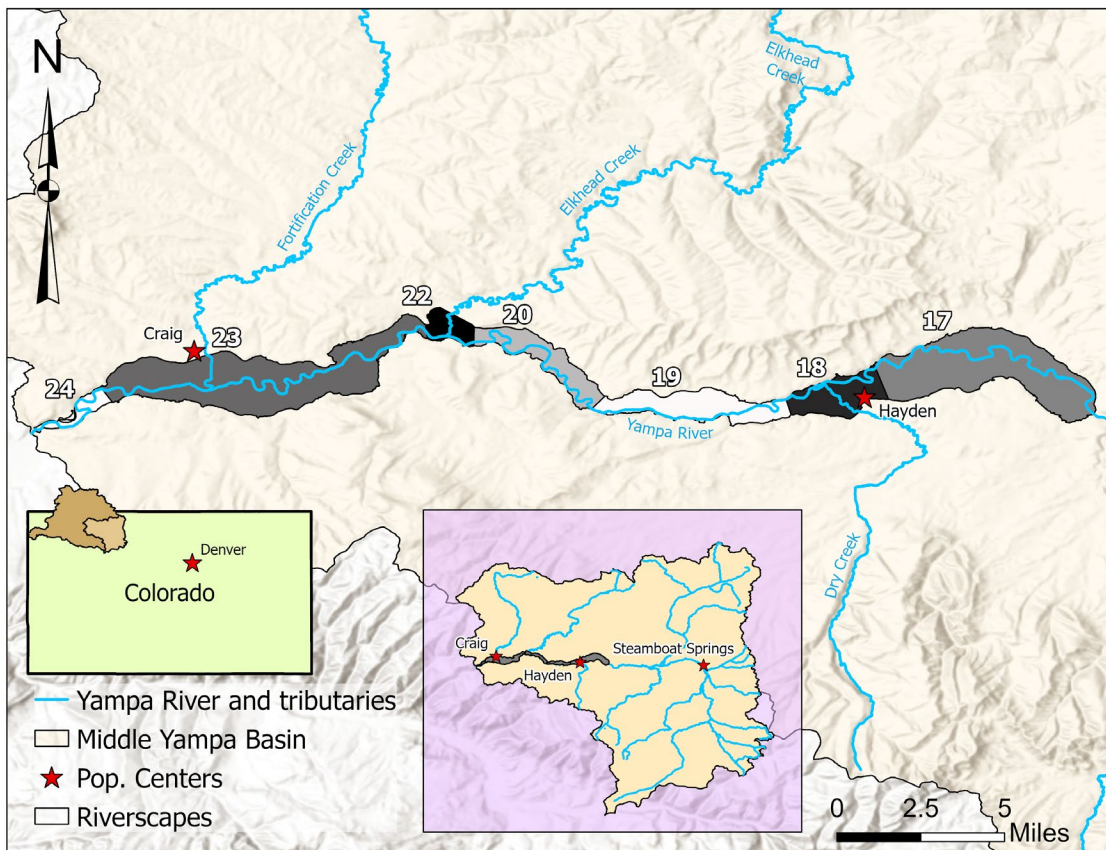 N
Elkhead
Creek
Elkhead Creek
Fortification Creek
22
20
17
Craig
23
24
19
18
Hayden
Yampa River
Denver
Colorado
Dry Creek
Craig
Steamboat Springs
Hayden
Yampa River and tributaries
Middle Yampa Basin
Pop. Centers
Riverscapes
0 2.5 5
Miles